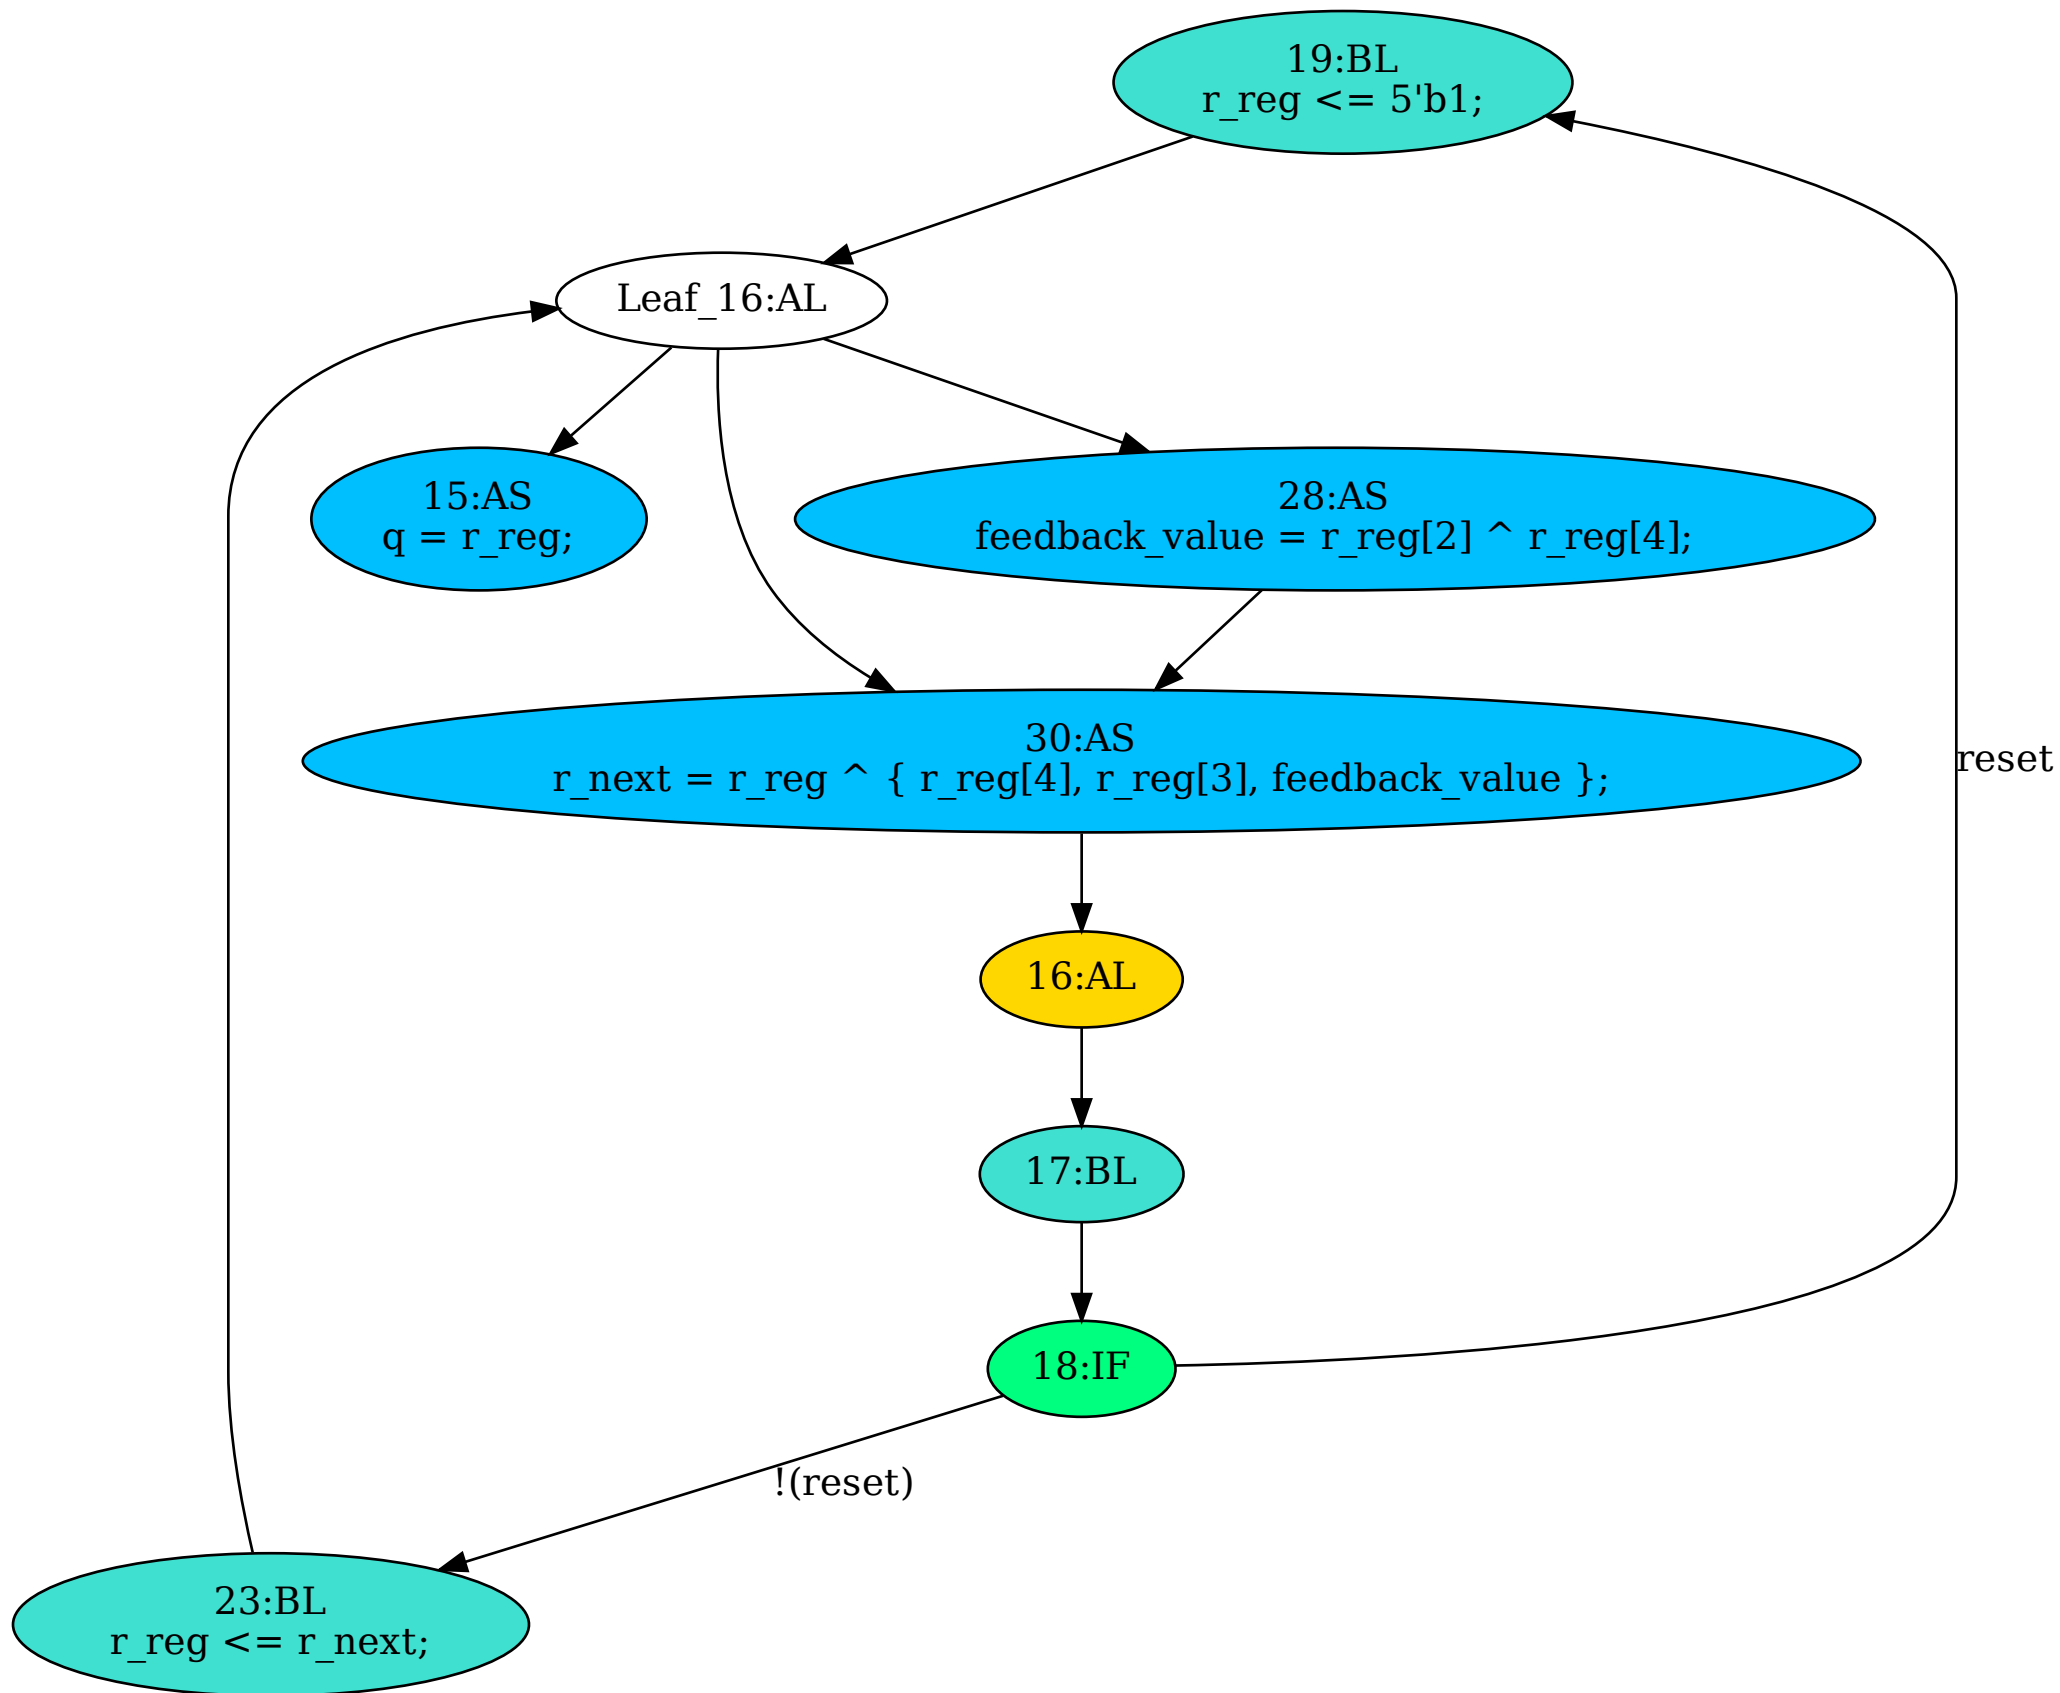 19:BL
r_reg <= 5'b1;
Leaf_16:AL
15:AS
q = r_reg;
28:AS
feedback_value = r_reg[2] ^ r_reg[4];
30:AS
r_next = r_reg ^ { r_reg[4], r_reg[3], feedback_value };
reset
16:AL
17:BL
18:IF
!(reset)
23:BL
r_reg <= r_next;